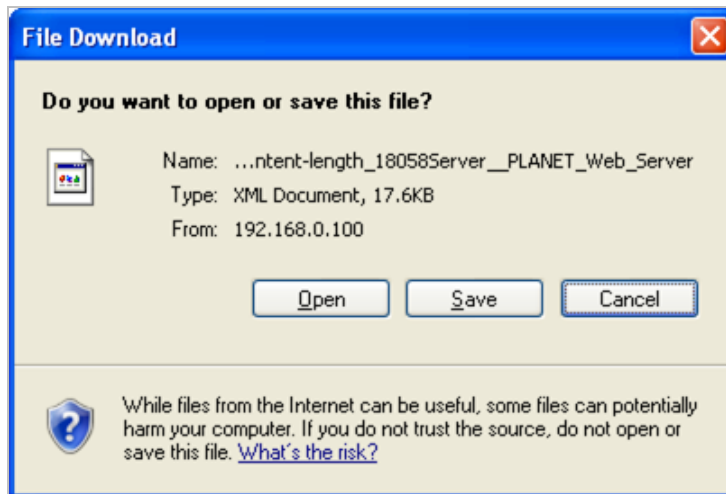 File Download
Do you want to open or save this file?
Name: ...ntent-length_18058Server__PLANET_Web_Server
Type: XML Document, 17.6KB
From: 192.168.0.100
Open Save Cancel
While files from the Internet can be useful, some files can potentially
harm your computer. If you do not trust the source, do not open or
save this file. What's the risk?